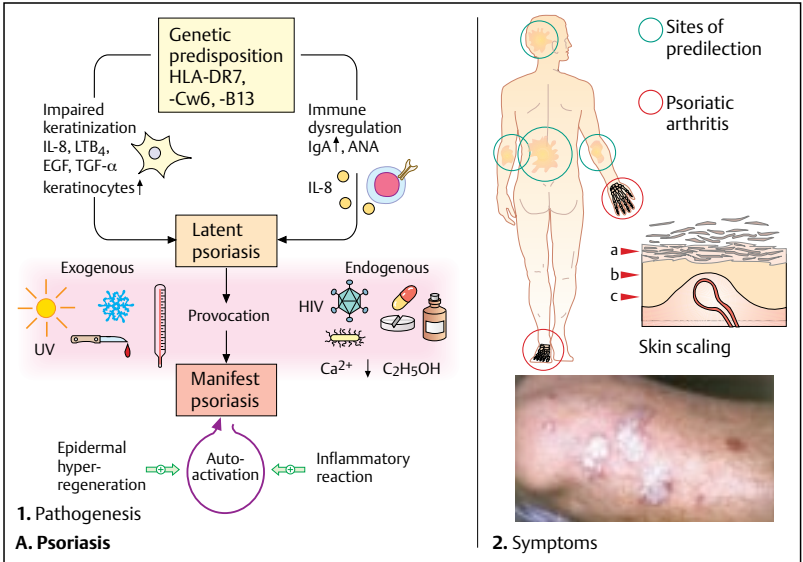 Genetic
predisposition
HLA-DR7,
-Cw6, -B13
Impaired
keratinization
IL-8, LTB₄,
EGF, TGF-α
keratinocytes↑
Immune
dysregulation
IgA↑, ANA
IL-8
Latent
psoriasis
Exogenous
Endogenous
UV
Provocation
HIV
Ca²⁺ ↓ C₂H₅OH
Manifest
psoriasis
Epidermal
hyper-
regeneration
+
Auto-
activation
+
Inflammatory
reaction
1. Pathogenesis
A. Psoriasis
Sites of
predilection
Psoriatic
arthritis
a
b
c
Skin scaling
2. Symptoms